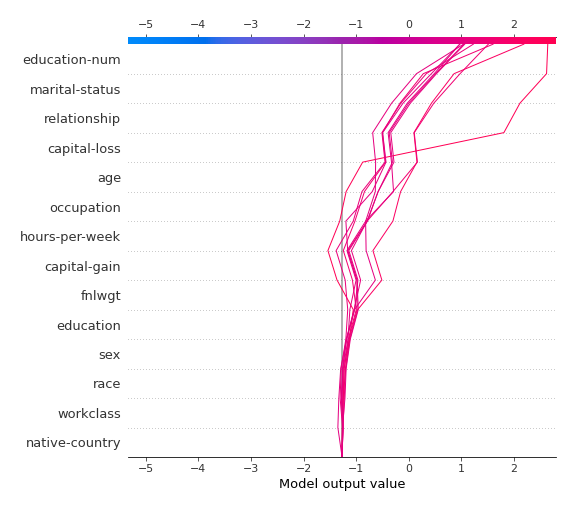 −5 −4 −3 −2 −1 0 1 2
education-num
marital-status
relationship
capital-loss
age
occupation
hours-per-week
capital-gain
fnlwgt
education
sex
race
workclass
native-country
−5 −4 −3 −2 −1 0 1 2
Model output value